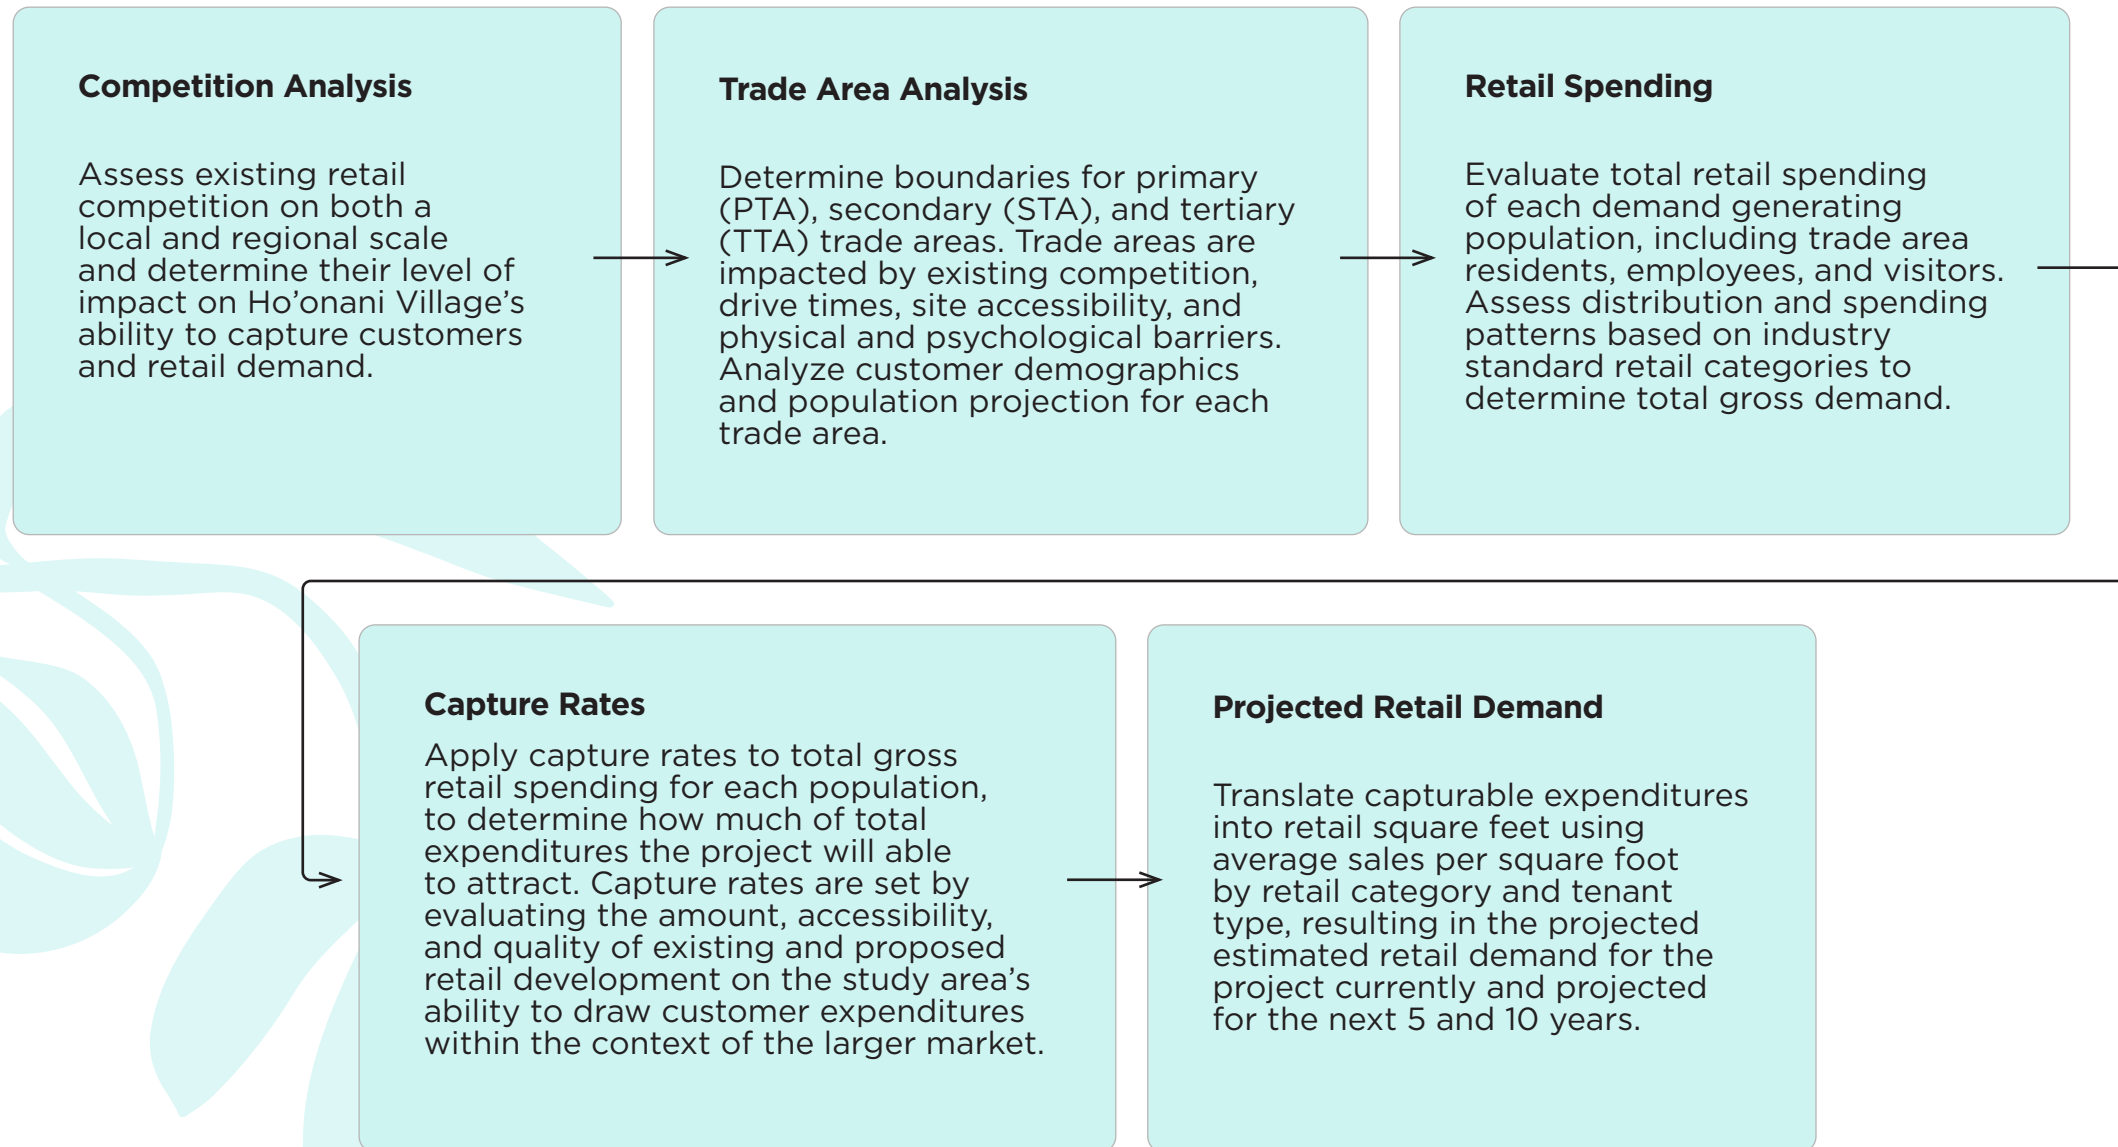 Competition Analysis
Assess existing retail
competition on both a
local and regional scale
and determine their level of
impact on Ho’onani Village’s
ability to capture customers
and retail demand.
Trade Area Analysis
Determine boundaries for primary
(PTA), secondary (STA), and tertiary
(TTA) trade areas. Trade areas are
impacted by existing competition,
drive times, site accessibility, and
physical and psychological barriers.
Analyze customer demographics
and population projection for each
trade area.
Retail Spending
Evaluate total retail spending
of each demand generating
population, including trade area
residents, employees, and visitors.
Assess distribution and spending
patterns based on industry
standard retail categories to
determine total gross demand.
Capture Rates
Apply capture rates to total gross
retail spending for each population,
to determine how much of total
expenditures the project will able
to attract. Capture rates are set by
evaluating the amount, accessibility,
and quality of existing and proposed
retail development on the study area’s
ability to draw customer expenditures
within the context of the larger market.
Projected Retail Demand
Translate capturable expenditures
into retail square feet using
average sales per square foot
by retail category and tenant
type, resulting in the projected
estimated retail demand for the
project currently and projected
for the next 5 and 10 years.